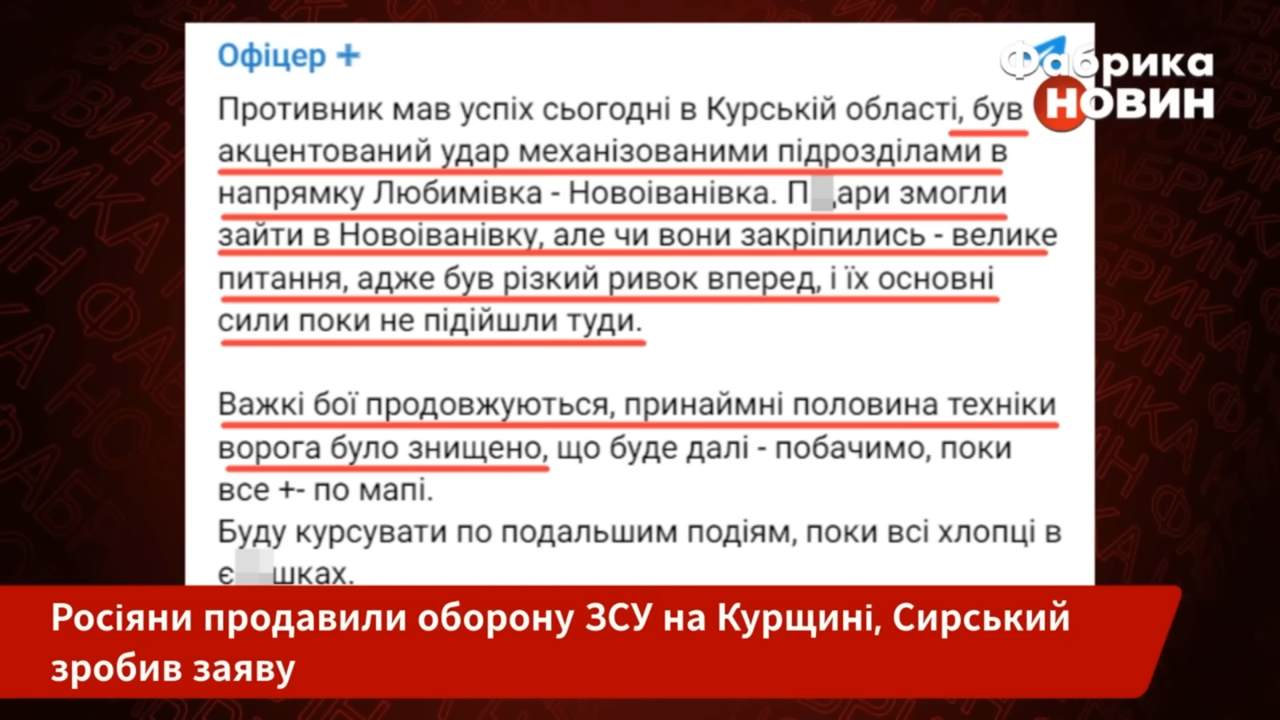 Офіцер +
Фабрика
НОВИН
Противник мав успіх сьогодні в Курській області, був
акцентований удар механізованими підрозділами в
напрямку Любимівка - Новоіванівка. П ари змогли
зайти в Новоіванівку, але чи вони закріпились - велике
питання, адже був різкий ривок вперед, і їх основні
сили поки не підійшли туди.
Важкі бої продовжуються, принаймні половина техніки
ворога було знищено, що буде далі - побачимо, поки
все +- по мапі.
Буду курсувати по подальшим подіям, поки всі хлопці в
є шках.
Росіяни продавили оборону ЗСУ на Курщині, Сирський
зробив заяву